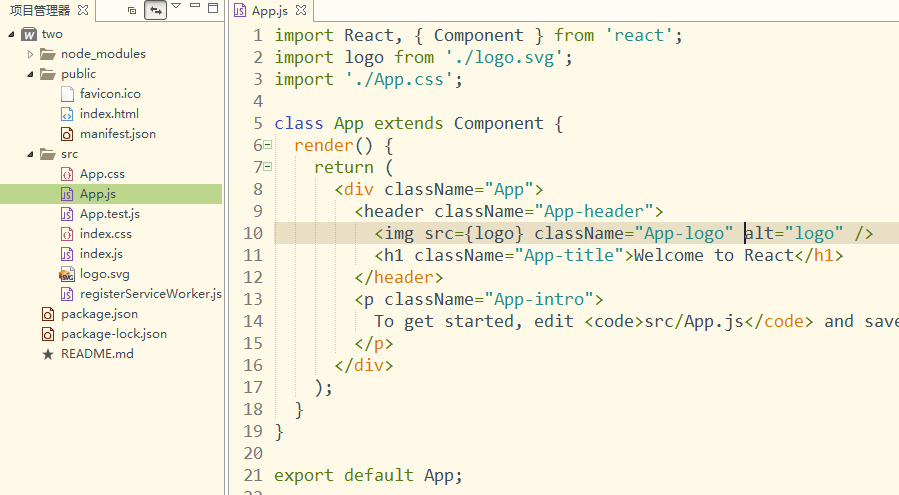 项目管理器
two
node_modules
public
favicon.ico
index.html
manifest.json
src
App.css
App.js
App.test.js
index.css
index.js
logo.svg
registerServiceWorker.js
package.json
package-lock.json
README.md
App.js
1 import React, { Component } from 'react';
2 import logo from './logo.svg';
3 import './App.css';
4
5 class App extends Component {
6 render() {
7 return (
8 <div className="App">
9 <header className="App-header">
10 <img src={logo} className="App-logo" alt="logo" />
11 <h1 className="App-title">Welcome to React</h1>
12 </header>
13 <p className="App-intro">
14 To get started, edit <code>src/App.js</code> and save
15 </p>
16 </div>
17 );
18 }
19 }
20
21 export default App;